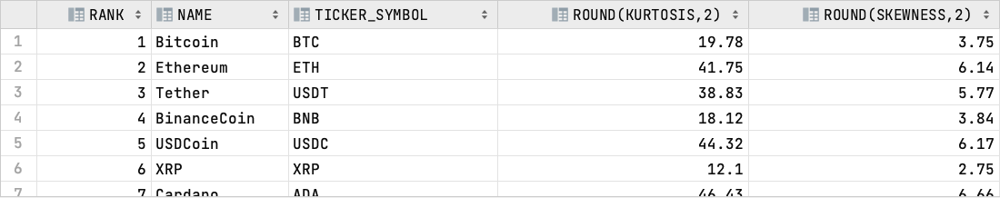 RANK NAME TICKER_SYMBOL ROUND(KURTOSIS,2) ROUND(SKEWNESS,2)
1 1 Bitcoin BTC 19.78 3.75
2 2 Ethereum ETH 41.75 6.14
3 3 Tether USDT 38.83 5.77
4 4 BinanceCoin BNB 18.12 3.84
5 5 USDCoin USDC 44.32 6.17
6 6 XRP XRP 12.1 2.75
7 7 Cardano ADA 46.43 6.66